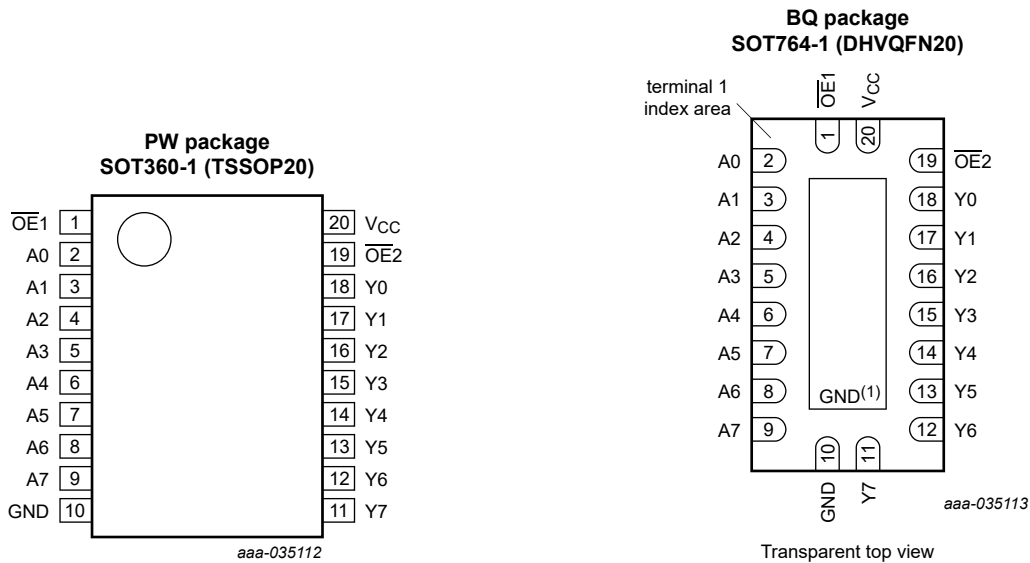 PW package
SOT360-1 (TSSOP20)
OE1 1
A0 2
A1 3
A2 4
A3 5
A4 6
A5 7
A6 8
A7 9
GND 10
20 VCC
19 OE2
18 Y0
17 Y1
16 Y2
15 Y3
14 Y4
13 Y5
12 Y6
11 Y7
aaa-035112
BQ package
SOT764-1 (DHVQFN20)
terminal 1
index area
OE1
VCC
1
20
A0 2
A1 3
A2 4
A3 5
A4 6
A5 7
A6 8
A7 9
19 OE2
18 Y0
17 Y1
16 Y2
15 Y3
14 Y4
13 Y5
12 Y6
GND(1)
10
11
GND
Y7
aaa-035113
Transparent top view